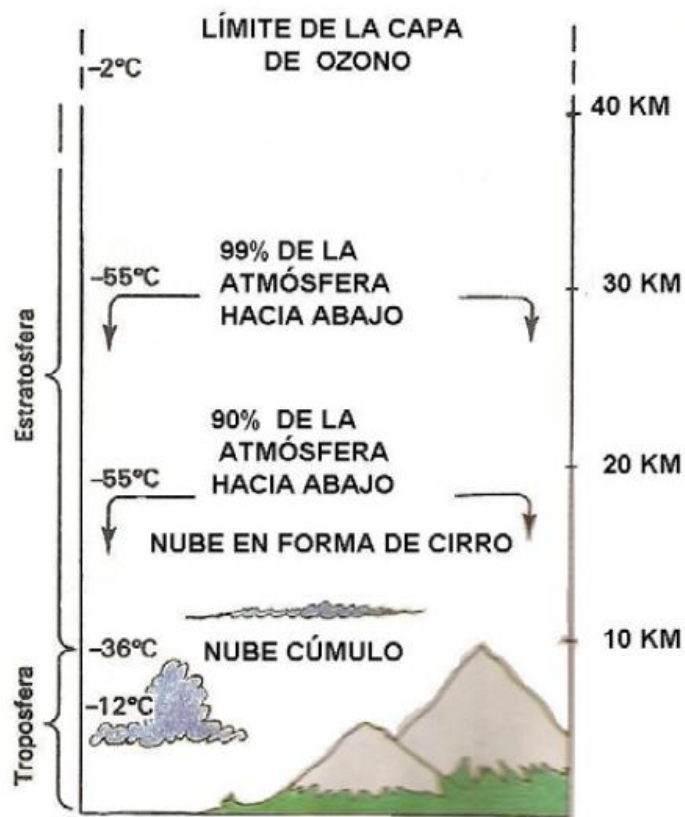 LÍMITE DE LA CAPA
DE OZONO
–2°C
40 KM
99% DE LA
ATMÓSFERA
HACIA ABAJO
–55°C
30 KM
Estratosfera
90% DE LA
ATMÓSFERA
HACIA ABAJO
–55°C
20 KM
NUBE EN FORMA DE CIRRO
10 KM
–36°C
NUBE CÚMULO
–12°C
Troposfera